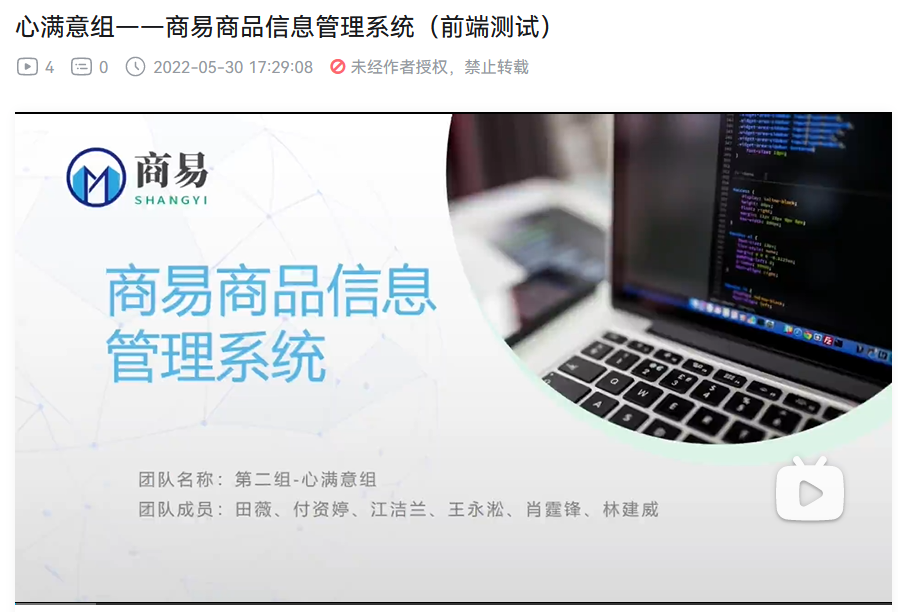 心满意组——商易商品信息管理系统（前端测试）
4 0 2022-05-30 17:29:08 未经作者授权，禁止转载
商易
SHANGYI
商易商品信息
管理系统
团队名称：第二组-心满意组
团队成员：田薇、付资婷、江洁兰、王永淞、肖霆锋、林建威